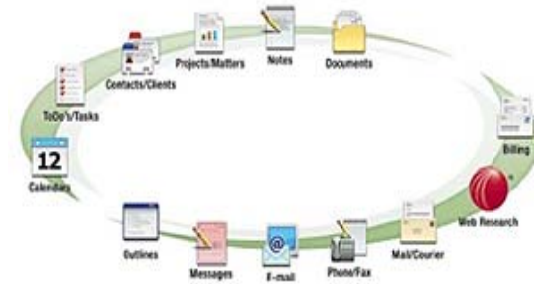 Notes
Documents
Projects/Matters
Contacts/Clients
ToDo's/Tasks
Billing
12
Calendars
Web Research
Mail/Courier
Outlines
Messages
E-mail
Phone/Fax